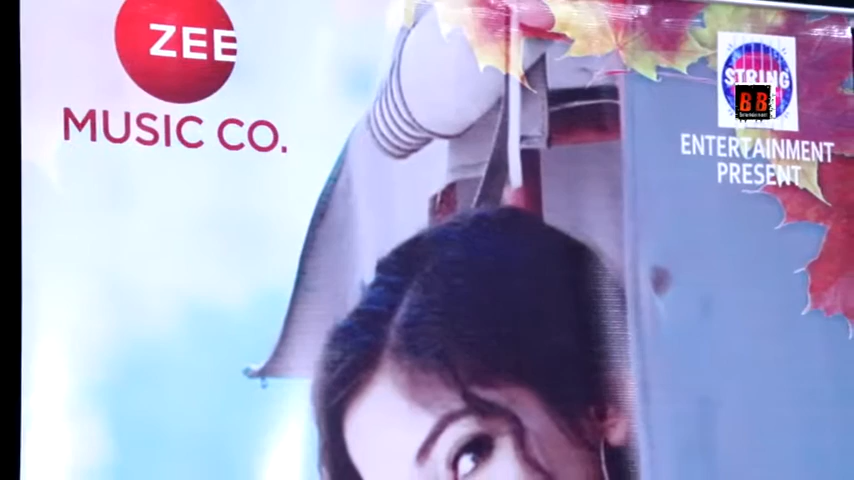 ZEE
MUSIC CO.
STRING
BB
ENTERTAINMENT
PRESENT